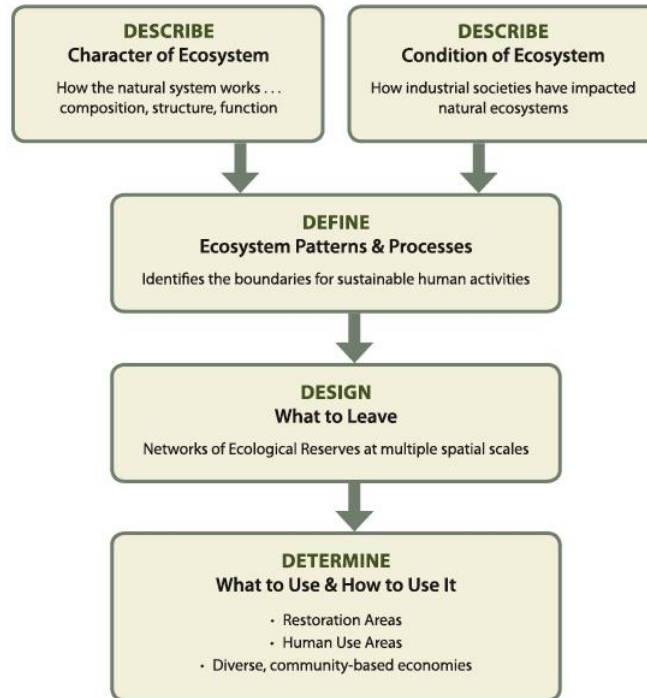 DESCRIBE
Character of Ecosystem
How the natural system works . . .
composition, structure, function
DESCRIBE
Condition of Ecosystem
How industrial societies have impacted
natural ecosystems
DEFINE
Ecosystem Patterns & Processes
Identifies the boundaries for sustainable human activities
DESIGN
What to Leave
Networks of Ecological Reserves at multiple spatial scales
DETERMINE
What to Use & How to Use It
· Restoration Areas
· Human Use Areas
· Diverse, community-based economies